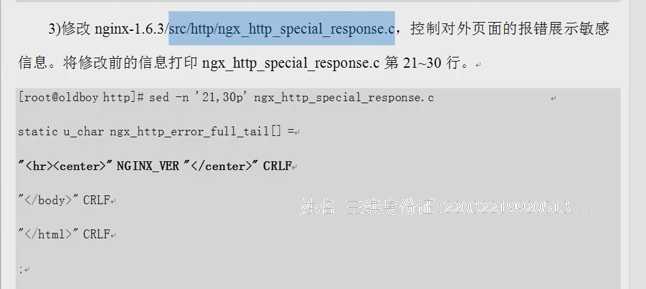 3)修改 nginx-1.6.3/src/http/ngx_http_special_response.c，控制对外页面的报错展示敏感
信息。将修改前的信息打印 ngx_http_special_response.c 第 21~30 行。
[root@oldboy http]# sed -n '21,30p' ngx_http_special_response.c
static u_char ngx_http_error_full_tail[] =
"<hr><center>" NGINX_VER "</center>" CRLF
"</body>" CRLF
"</html>" CRLF
;